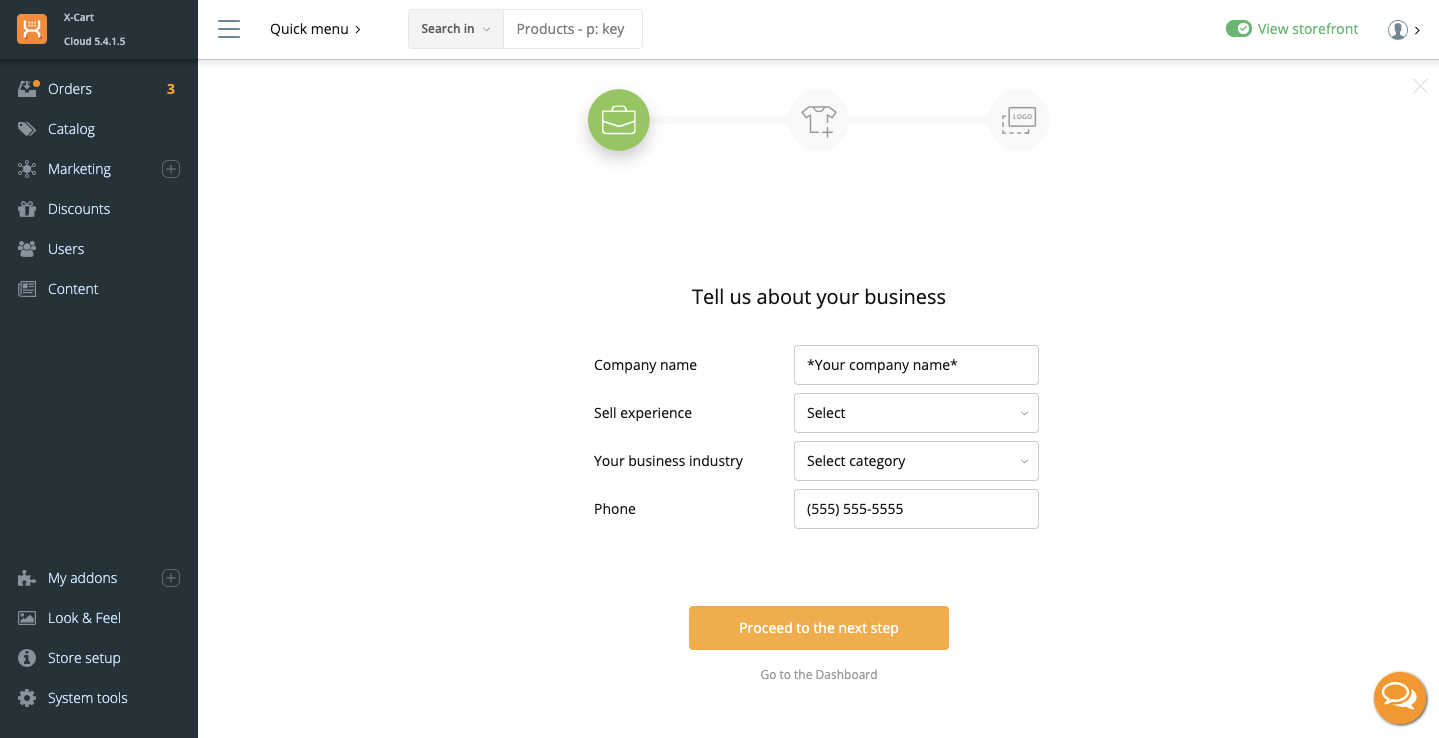 X-Cart
Cloud 5.4.1.5
Quick menu
Search in
Products - p: key
View storefront
Orders 3
Catalog
Marketing
Discounts
Users
Content
LOGO
Tell us about your business
Company name *Your company name*
Sell experience Select
Your business industry Select category
Phone (555) 555-5555
Proceed to the next step
Go to the Dashboard
My addons
Look & Feel
Store setup
System tools